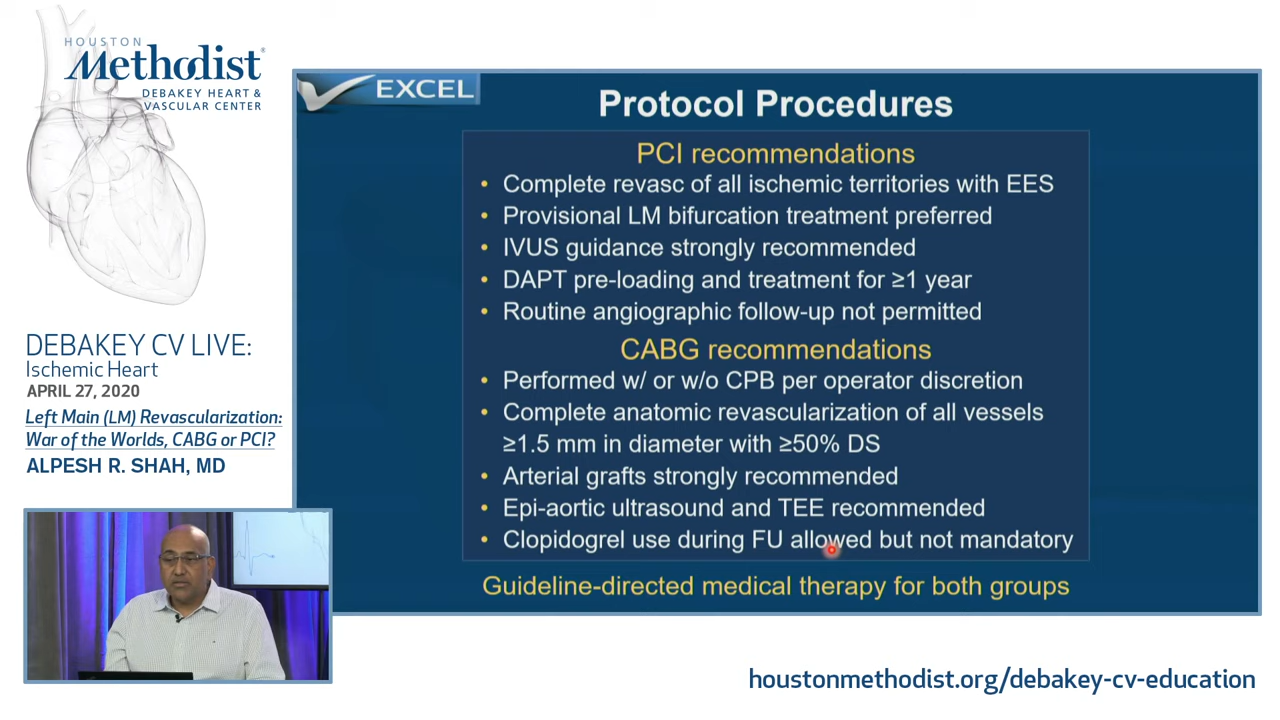 HOUSTON
Methodist®
DEBAKEY HEART &
VASCULAR CENTER
DEBAKEY CV LIVE:
Ischemic Heart
APRIL 27, 2020
Left Main (LM) Revascularization:
War of the Worlds, CABG or PCI?
ALPESH R. SHAH, MD
EXCEL
Protocol Procedures
PCI recommendations
• Complete revasc of all ischemic territories with EES
• Provisional LM bifurcation treatment preferred
• IVUS guidance strongly recommended
• DAPT pre-loading and treatment for ≥1 year
• Routine angiographic follow-up not permitted
CABG recommendations
• Performed w/ or w/o CPB per operator discretion
• Complete anatomic revascularization of all vessels
≥1.5 mm in diameter with ≥50% DS
• Arterial grafts strongly recommended
• Epi-aortic ultrasound and TEE recommended
• Clopidogrel use during FU allowed but not mandatory
Guideline-directed medical therapy for both groups
houstonmethodist.org/debakey-cv-education